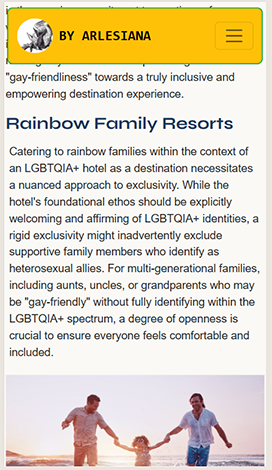 BY ARLESIANA
"gay-friendliness" towards a truly inclusive and
empowering destination experience.
Rainbow Family Resorts
Catering to rainbow families within the context of
an LGBTQIA+ hotel as a destination necessitates
a nuanced approach to exclusivity. While the
hotel's foundational ethos should be explicitly
welcoming and affirming of LGBTQIA+ identities, a
rigid exclusivity might inadvertently exclude
supportive family members who identify as
heterosexual allies. For multi-generational families,
including aunts, uncles, or grandparents who may
be "gay-friendly" without fully identifying within the
LGBTQIA+ spectrum, a degree of openness is
crucial to ensure everyone feels comfortable and
included.